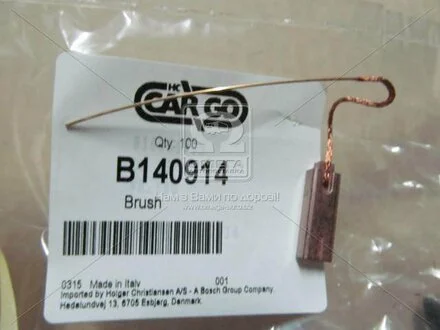 HC
CARGO
Qty: 100
B140914
Brush
Їдемо з Вами по дорозі!
0315 Made in Italy 001
Imported by Holger Christiansen A/S - A Bosch Group Company.
Hedelundvej 13, 6705 Esbjerg, Denmark.